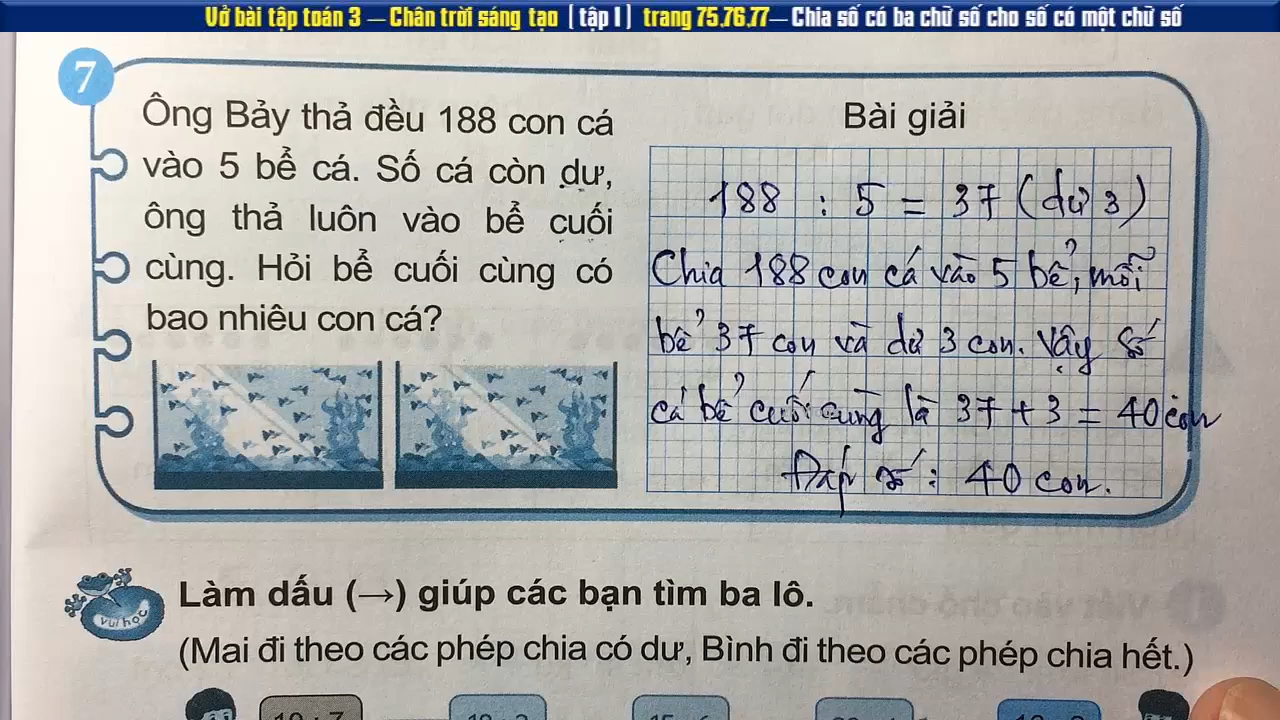 Vở bài tập toán 3 – Chân trời sáng tạo (tập 1) trang 75,76,77– Chia số có ba chữ số cho số có một chữ số
7
Ông Bảy thả đều 188 con cá
vào 5 bể cá. Số cá còn dư,
ông thả luôn vào bể cuối
cùng. Hỏi bể cuối cùng có
bao nhiêu con cá?
Bài giải
188 : 5 = 37 (dư 3)
Chia 188 con cá vào 5 bể, mỗi
bể 37 con và dư 3 con. Vậy số
cá bể cuối cùng là 37 + 3 = 40 con
Đáp số: 40 con.
vui học
Làm dấu (→) giúp các bạn tìm ba lô.
(Mai đi theo các phép chia có dư, Bình đi theo các phép chia hết.)